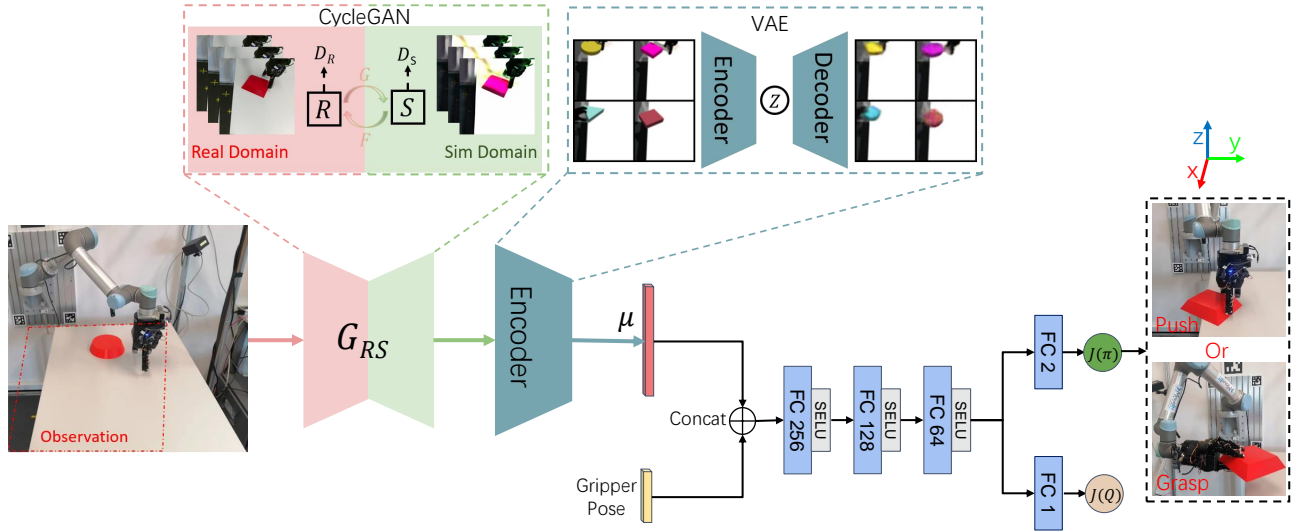 CycleGAN
VAE
D_R
D_S
G
R
S
F
Real Domain
Sim Domain
Encoder
Z
Decoder
z
y
x
Observation
G_RS
Encoder
μ
Concat
Gripper
Pose
FC 256
SELU
FC 128
SELU
FC 64
SELU
FC 2
J(π)
FC 1
J(Q)
Push
Or
Grasp